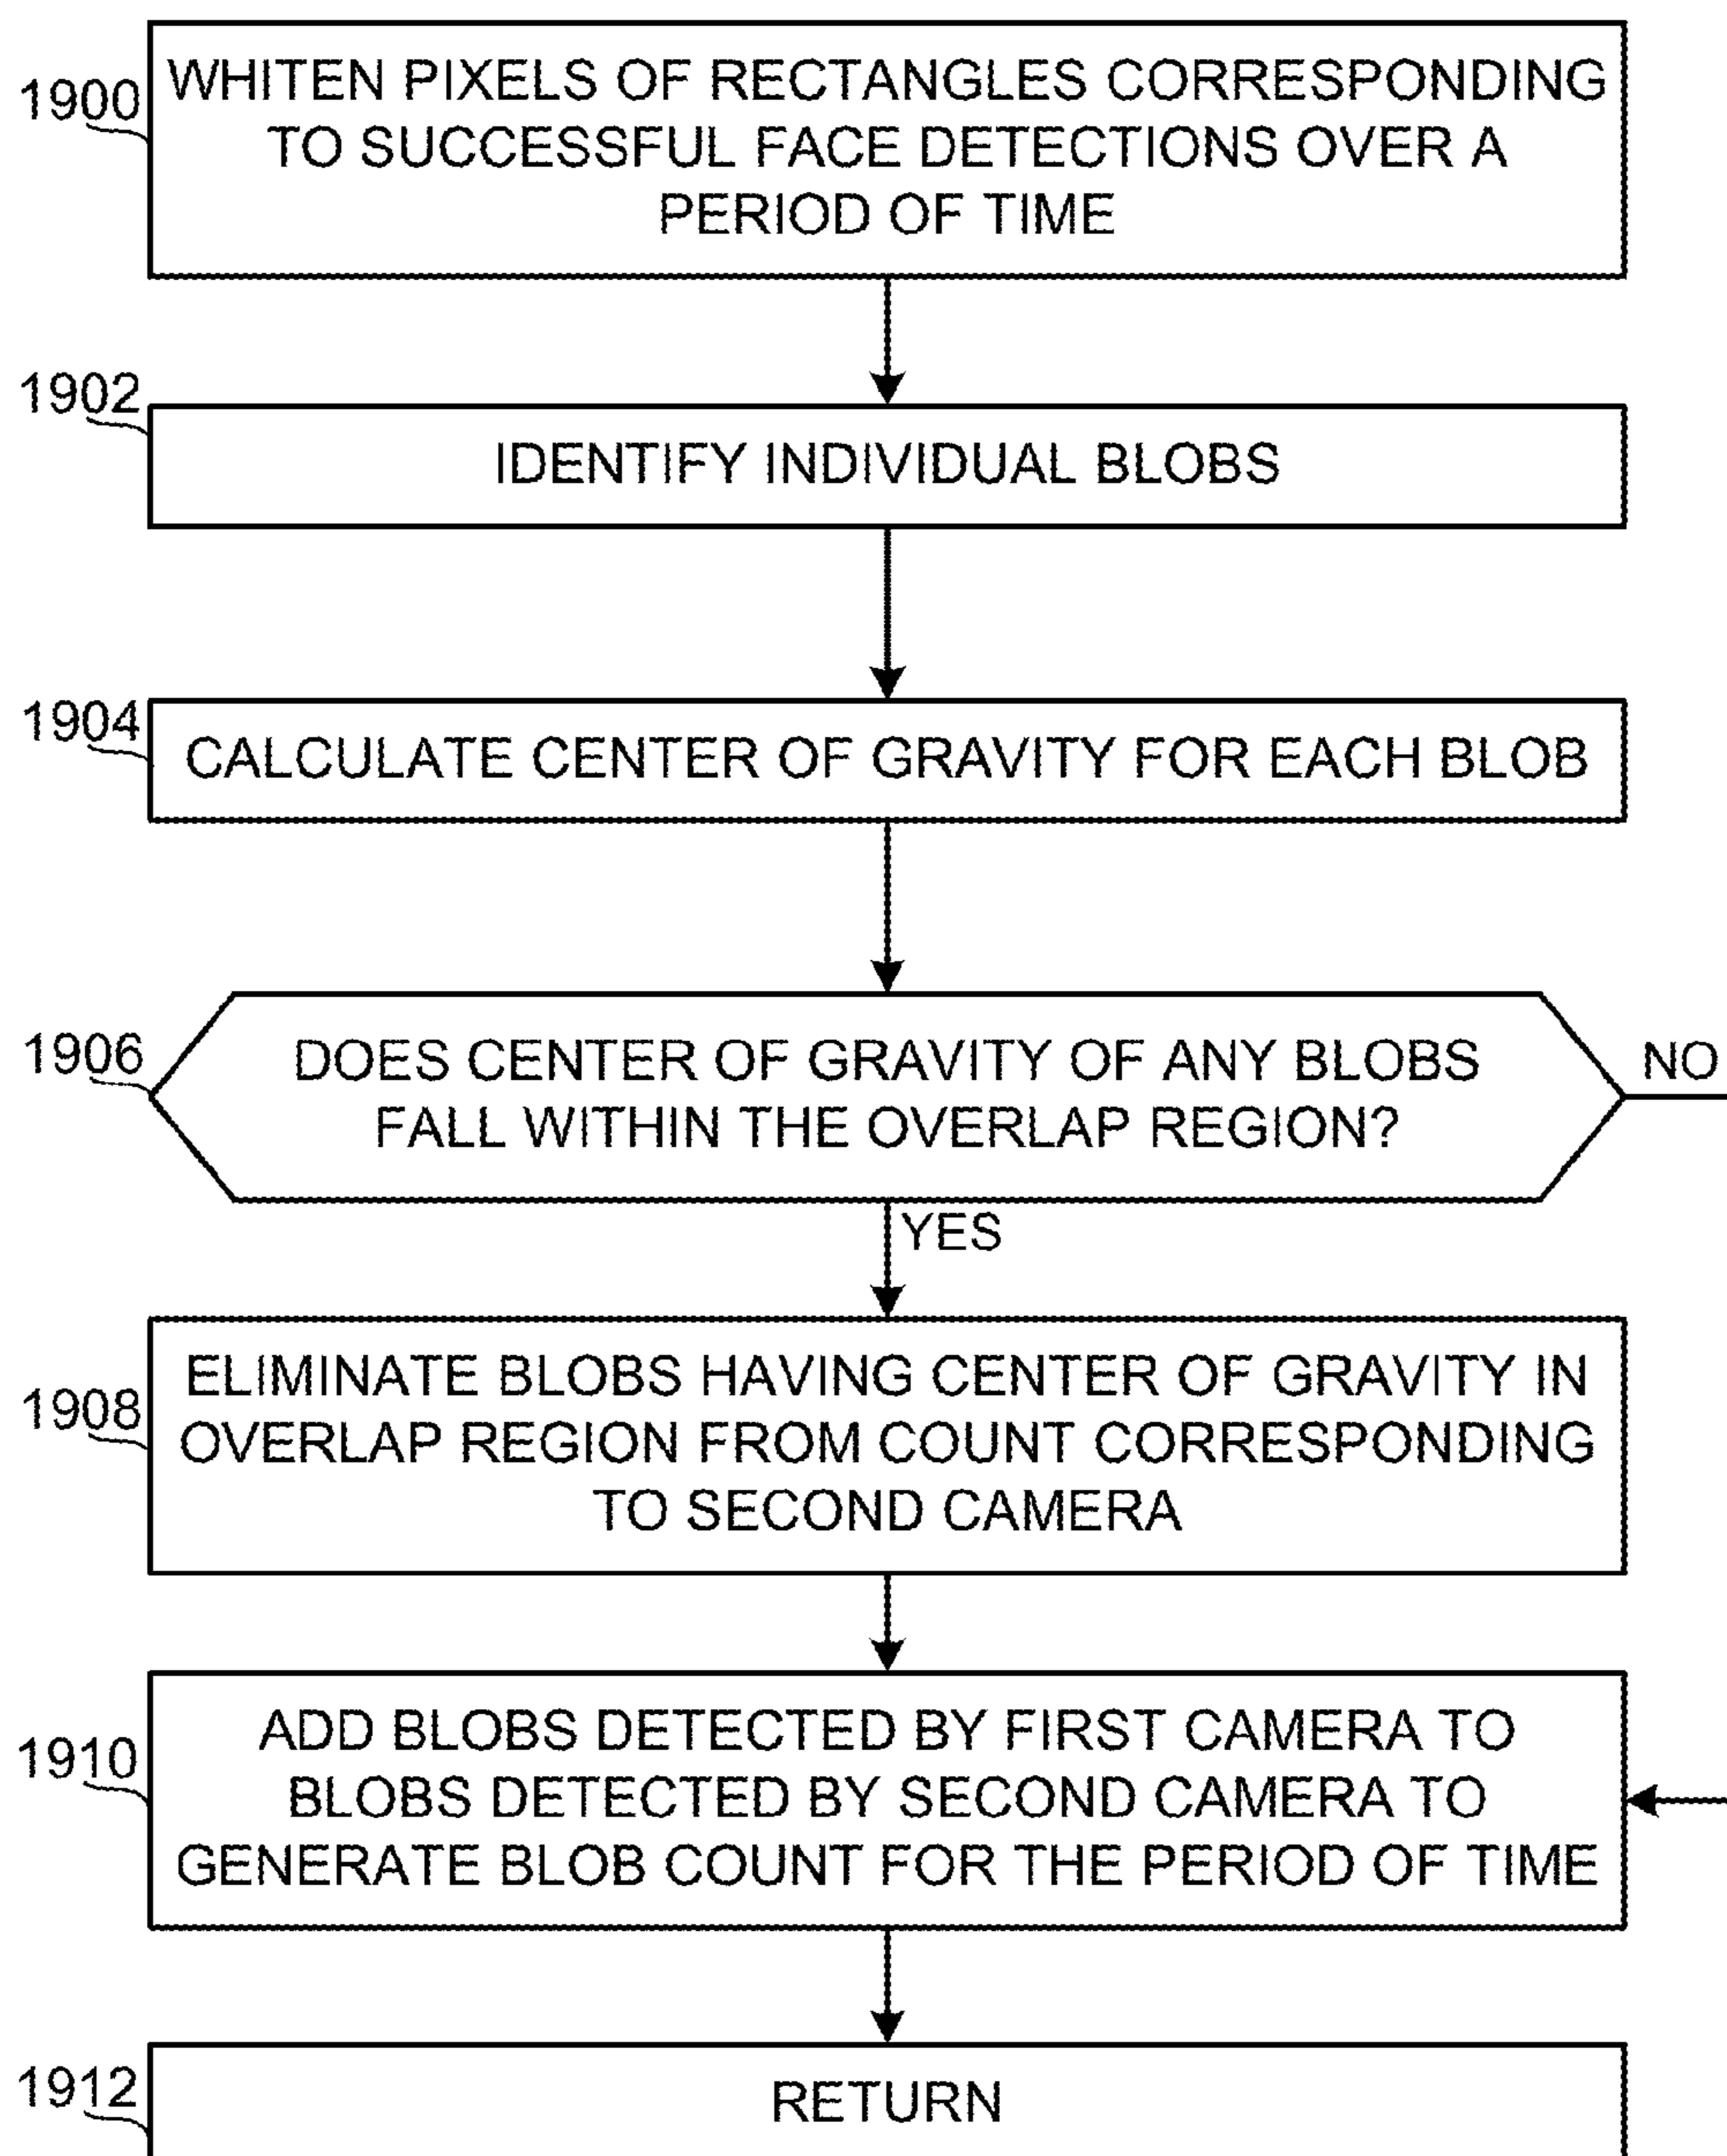 1900
WHITEN PIXELS OF RECTANGLES CORRESPONDING
TO SUCCESSFUL FACE DETECTIONS OVER A
PERIOD OF TIME
1902
IDENTIFY INDIVIDUAL BLOBS
1904
CALCULATE CENTER OF GRAVITY FOR EACH BLOB
1906
DOES CENTER OF GRAVITY OF ANY BLOBS
FALL WITHIN THE OVERLAP REGION?
NO
YES
1908
ELIMINATE BLOBS HAVING CENTER OF GRAVITY IN
OVERLAP REGION FROM COUNT CORRESPONDING
TO SECOND CAMERA
1910
ADD BLOBS DETECTED BY FIRST CAMERA TO
BLOBS DETECTED BY SECOND CAMERA TO
GENERATE BLOB COUNT FOR THE PERIOD OF TIME
1912
RETURN